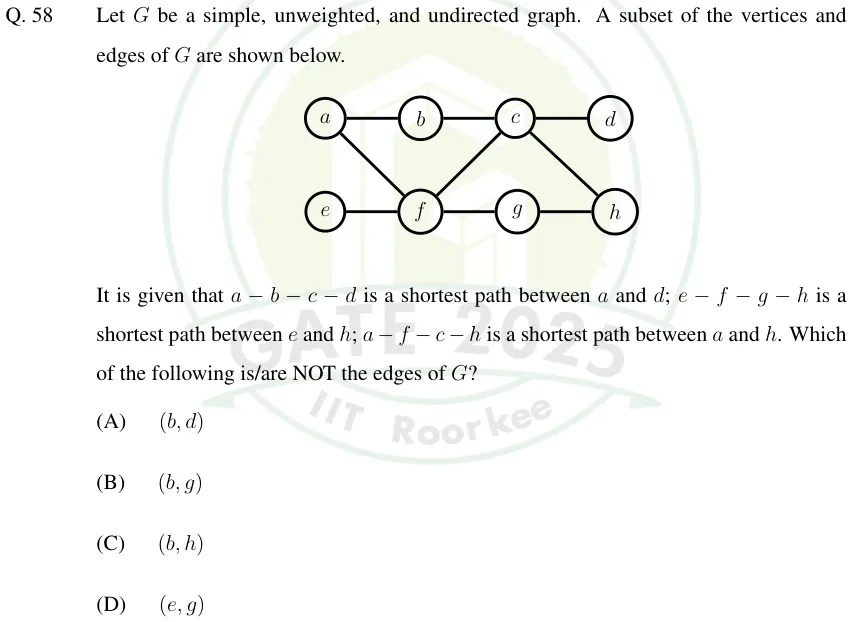 Q. 58 Let G be a simple, unweighted, and undirected graph. A subset of the vertices and
edges of G are shown below.
a b c d
e f g h
It is given that a − b − c − d is a shortest path between a and d; e − f − g − h is a
shortest path between e and h; a − f − c − h is a shortest path between a and h. Which
of the following is/are NOT the edges of G?
GATE 2025
IIT Roorkee
(A) (b, d)
(B) (b, g)
(C) (b, h)
(D) (e, g)